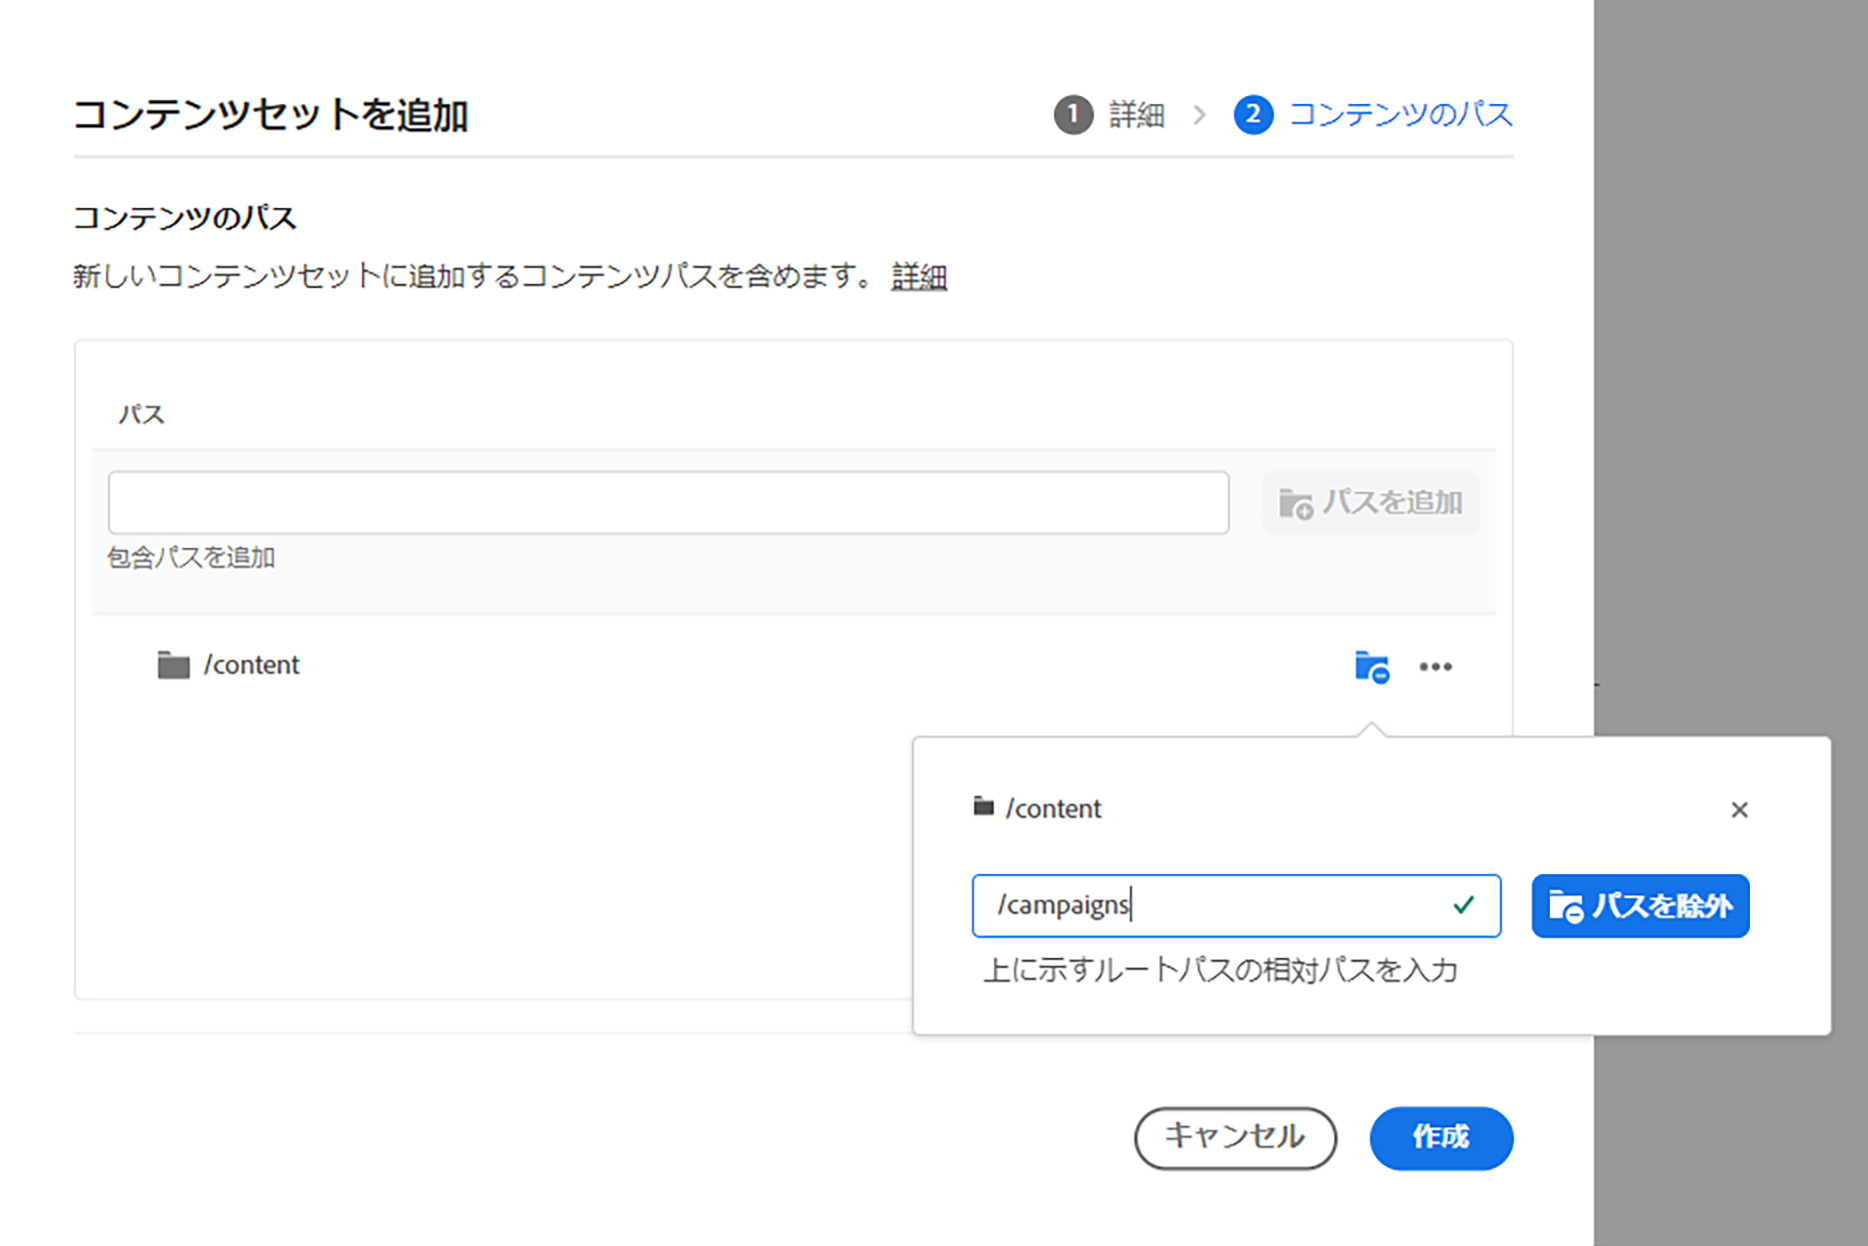 コンテンツセットを追加
1 詳細 > 2 コンテンツのパス
コンテンツのパス
新しいコンテンツセットに追加するコンテンツパスを含めます。 詳細
パス
パスを追加
包含パスを追加
/content
/content
/campaigns
パスを除外
上に示すルートパスの相対パスを入力
キャンセル
作成